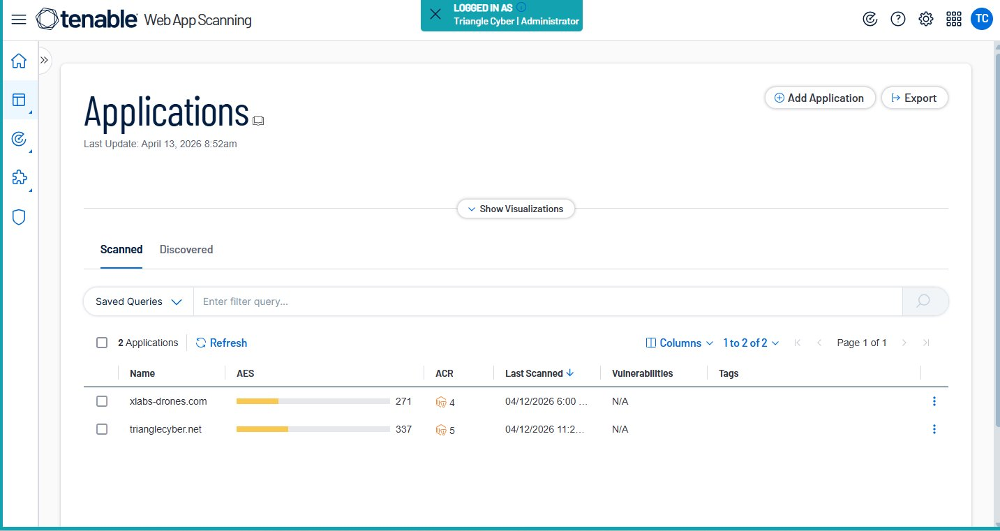 tenable Web App Scanning
LOGGED IN AS
Triangle Cyber | Administrator
TC
Applications
Add Application
Export
Last Update: April 13, 2026 8:52am
Show Visualizations
Scanned Discovered
Saved Queries Enter filter query...
2 Applications Refresh Columns 1 to 2 of 2 Page 1 of 1
Name AES ACR Last Scanned Vulnerabilities Tags
xlabs-drones.com 271 4 04/12/2026 6:00 ... N/A
trianglecyber.net 337 5 04/12/2026 11:2... N/A